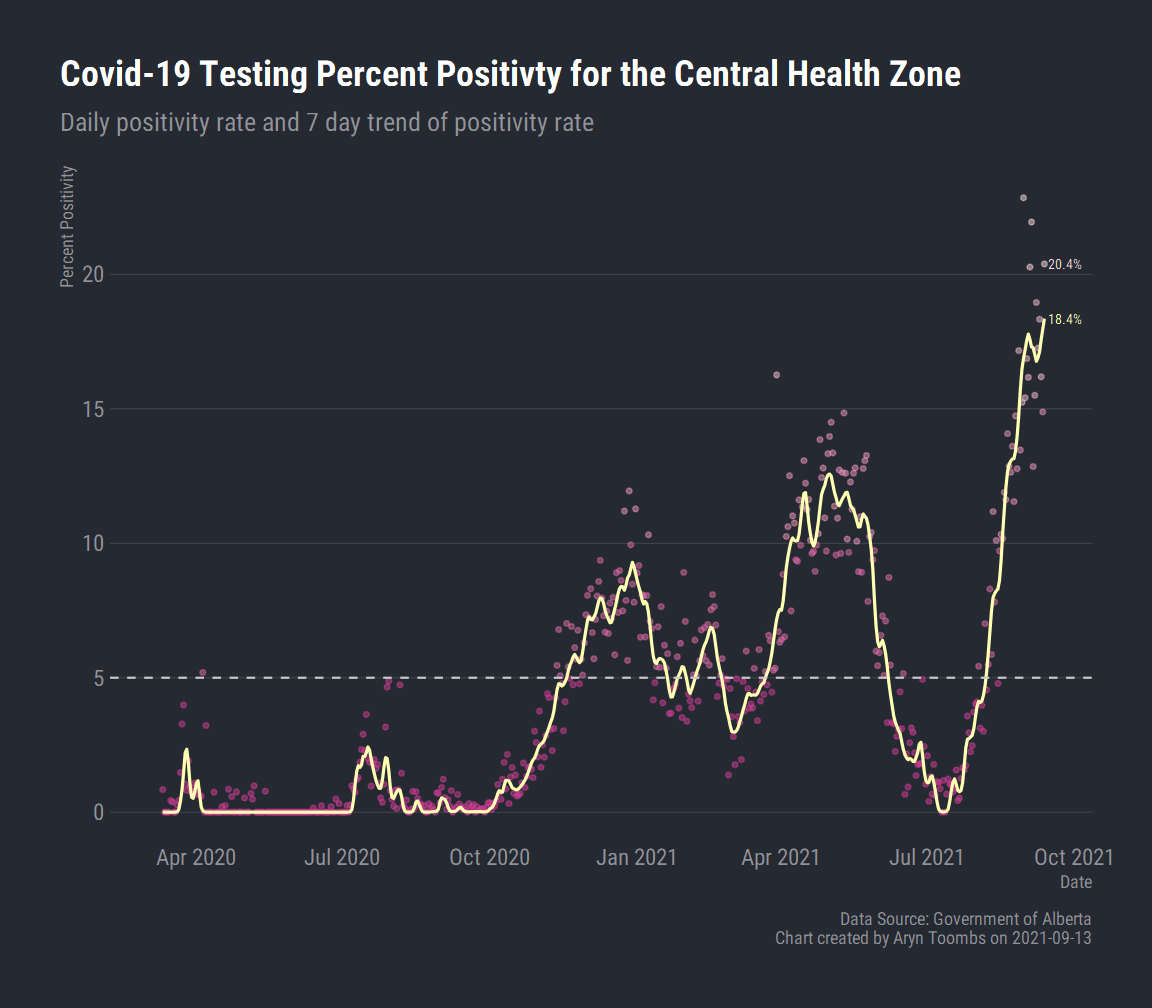 Covid-19 Testing Percent Positivty for the Central Health Zone
Daily positivity rate and 7 day trend of positivity rate
Percent Positivity
20
15
10
5
0
20.4%
18.4%
Apr 2020
Jul 2020
Oct 2020
Jan 2021
Apr 2021
Jul 2021
Oct 2021
Date
Data Source: Government of Alberta
Chart created by Aryn Toombs on 2021-09-13